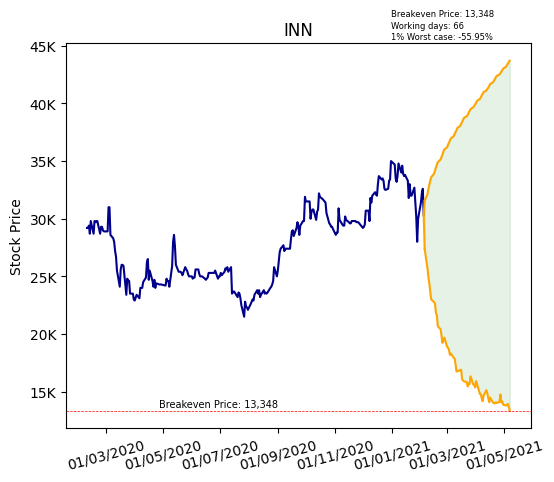 Breakeven Price: 13,348
Working days: 66
1% Worst case: -55.95%
INN
45K
40K
35K
30K
25K
20K
15K
Stock Price
Breakeven Price: 13,348
01/03/2020
01/05/2020
01/07/2020
01/09/2020
01/11/2020
01/01/2021
01/03/2021
01/05/2021